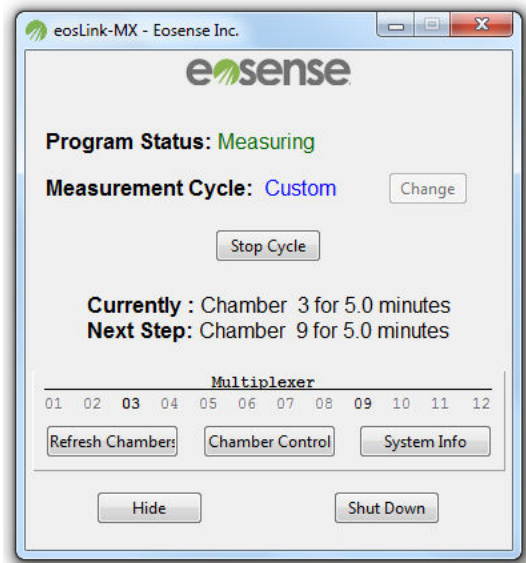 eosLink-MX - Eosense Inc.
eosense
Program Status: Measuring
Measurement Cycle: Custom Change
Stop Cycle
Currently : Chamber 3 for 5.0 minutes
Next Step: Chamber 9 for 5.0 minutes
Multiplexer
01 02 03 04 05 06 07 08 09 10 11 12
Refresh Chambers Chamber Control System Info
Hide Shut Down